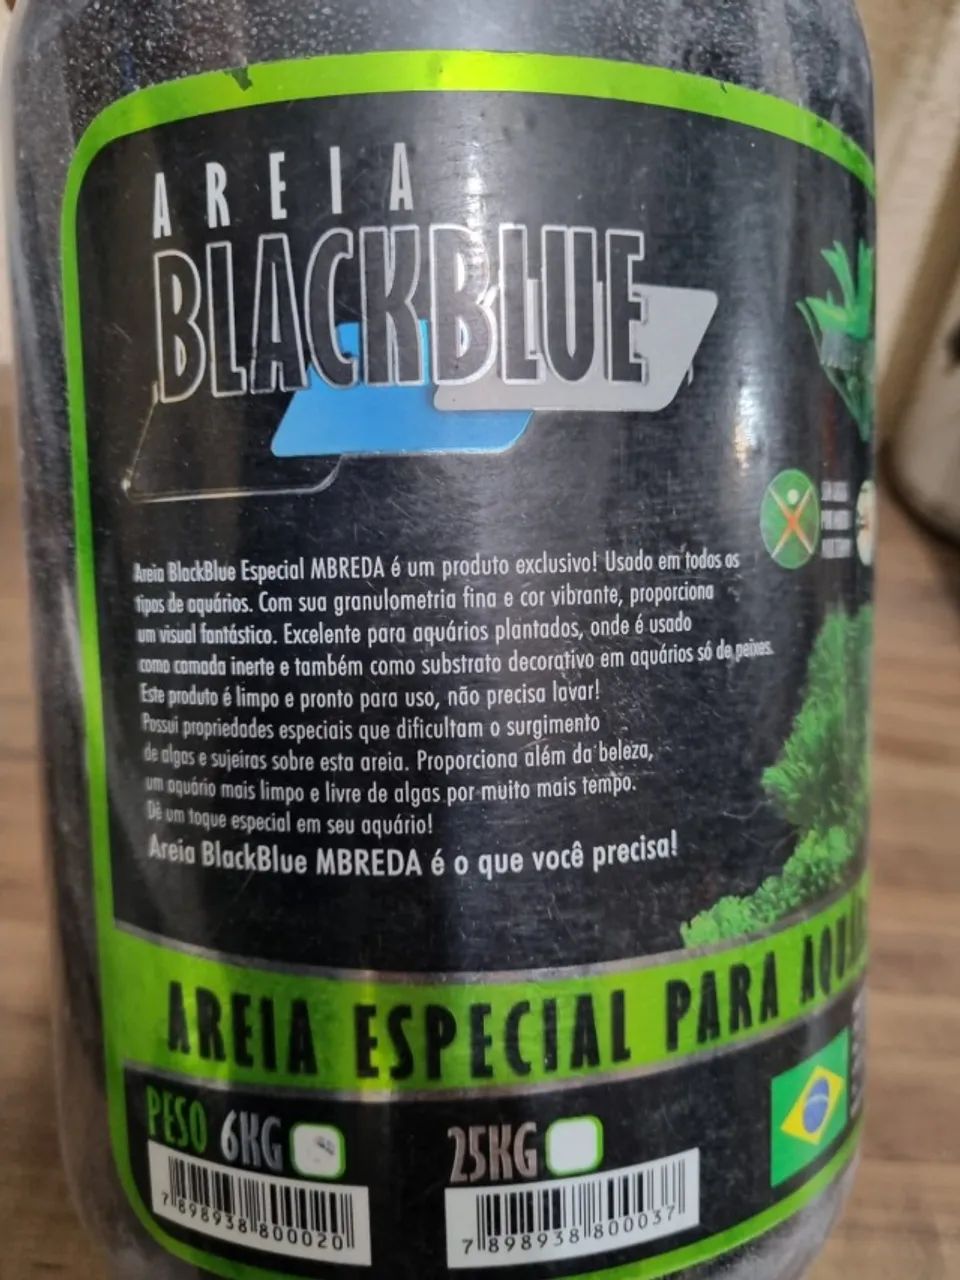 AREIA
BLACKBLUE
Areia BlackBlue Especial MBREDA é um produto exclusivo! Usado em todos os
tipos de aquários. Com sua granulometria fina e cor vibrante, proporciona
um visual fantástico. Excelente para aquários plantados, onde é usado
como camada inerte e também como substrato decorativo em aquários só de peixes.
Este produto é limpo e pronto para uso, não precisa lavar!
Possui propriedades especiais que dificultam o surgimento
de algas e sujeiras sobre esta areia. Proporciona além da beleza,
um aquário mais limpo e livre de algas por muito mais tempo.
Dê um toque especial em seu aquário!
Areia BlackBlue MBREDA é o que você precisa!
AREIA ESPECIAL PARA
PESO 6KG 25KG
7 898938 800020 7 898938 800037